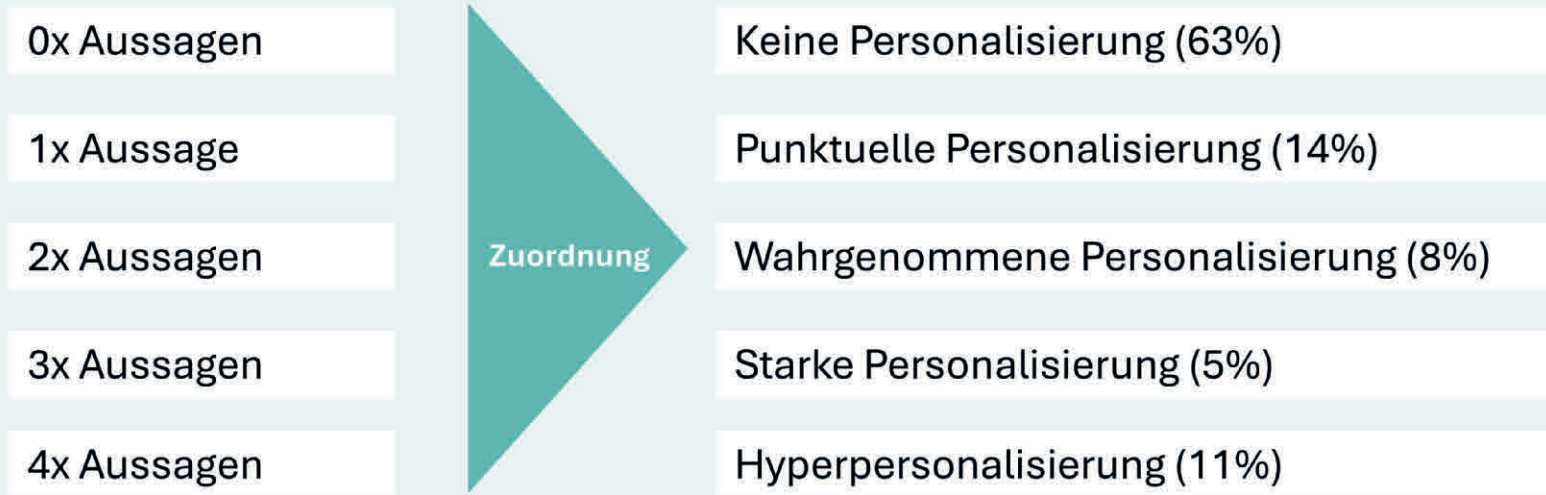 0x Aussagen
Keine Personalisierung (63%)
1x Aussage
Punktuelle Personalisierung (14%)
2x Aussagen
Zuordnung
Wahrgenommene Personalisierung (8%)
3x Aussagen
Starke Personalisierung (5%)
4x Aussagen
Hyperpersonalisierung (11%)